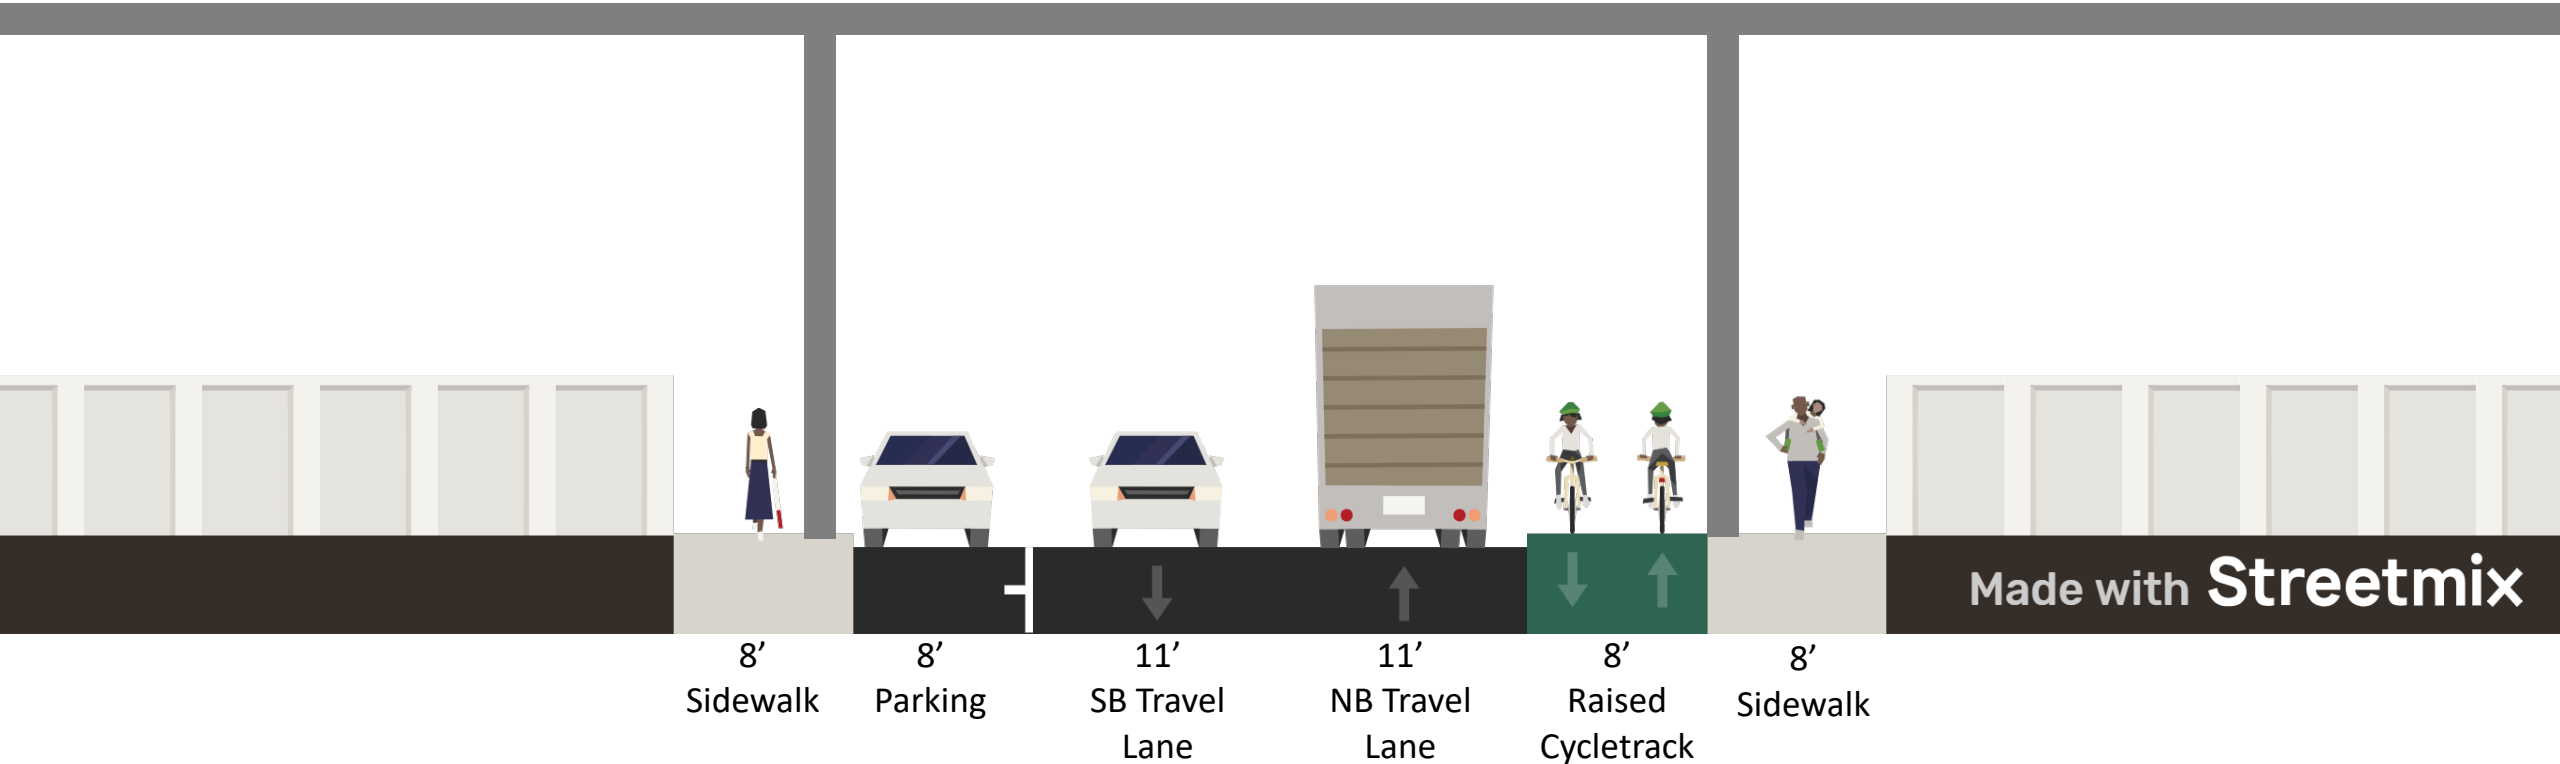 Made with Streetmix
8’
Sidewalk
8’
Parking
11’
SB Travel
Lane
11’
NB Travel
Lane
8’
Raised
Cycletrack
8’
Sidewalk